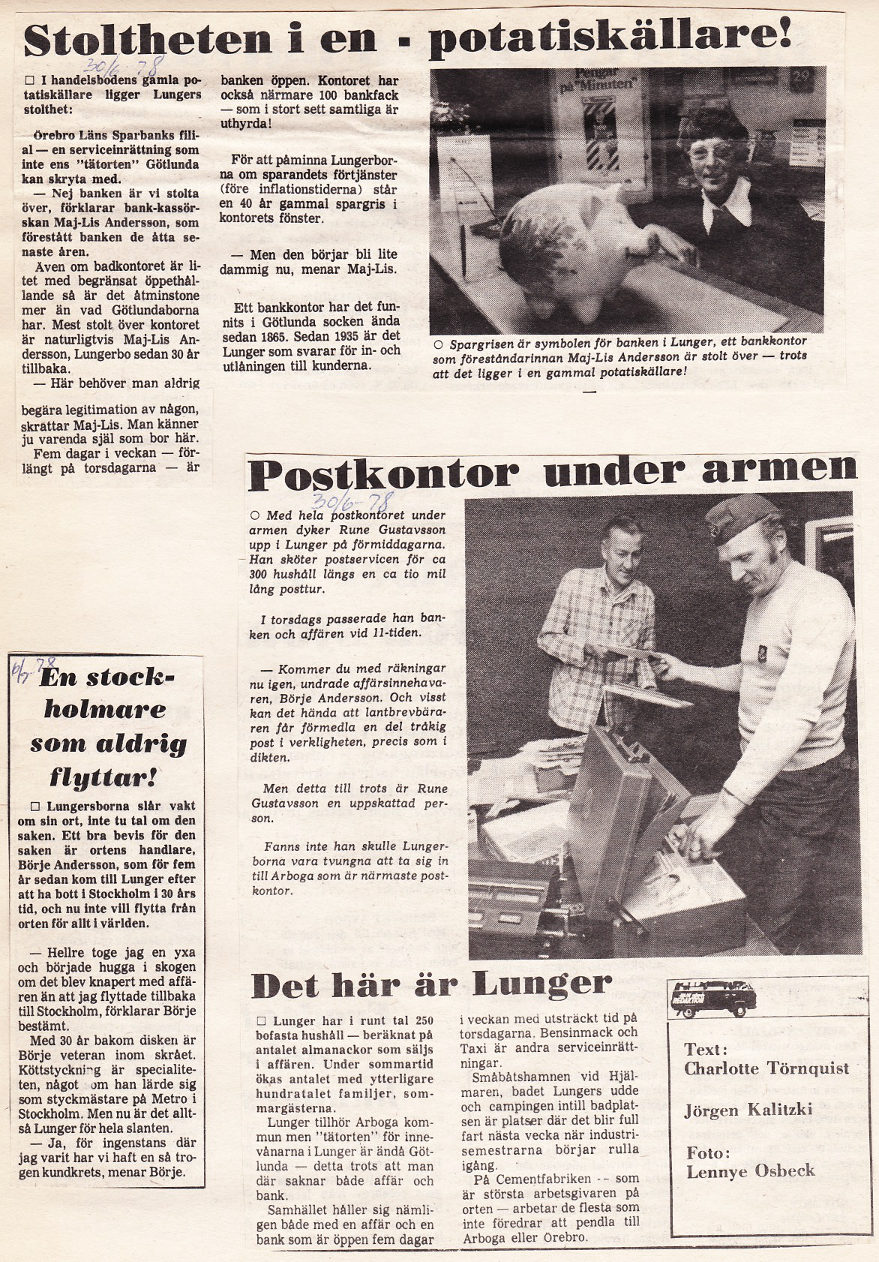 Stoltheten i en - potatiskällare!
30/6-78
□ I handelsbodens gamla po-
tatiskällare ligger Lungers
stolthet:
Örebro Läns Sparbanks fili-
al — en serviceinrättning som
inte ens "tätorten" Götlunda
kan skryta med.
— Nej banken är vi stolta
över, förklarar bank-kassör-
skan Maj-Lis Andersson, som
förestått banken de åtta se-
naste åren.
Även om badkontoret är li-
tet med begränsat öppethål-
lande så är det åtminstone
mer än vad Götlundaborna
har. Mest stolt över kontoret
är naturligtvis Maj-Lis An-
dersson, Lungerbo sedan 30 år
tillbaka.
— Här behöver man aldrig
begära legitimation av någon,
skrattar Maj-Lis. Man känner
ju varenda själ som bor här.
Fem dagar i veckan — för-
längt på torsdagarna — är
banken öppen. Kontoret har
också närmare 100 bankfack
— som i stort sett samtliga är
uthyrda!
För att påminna Lungerbor-
na om sparandets förtjänster
(före inflationstiderna) står
en 40 år gammal spargris i
kontorets fönster.
— Men den börjar bli lite
dammig nu, menar Maj-Lis.
Ett bankkontor har det fun-
nits i Götlunda socken ända
sedan 1865. Sedan 1935 är det
Lunger som svarar för in- och
utlåningen till kunderna.
Pengar
på "Minuten"
29
○ Spargrisen är symbolen för banken i Lunger, ett bankkontor
som föreståndarinnan Maj-Lis Andersson är stolt över — trots
att det ligger i en gammal potatiskällare!
Postkontor under armen
30/6-78
○ Med hela postkontoret under
armen dyker Rune Gustavsson
upp i Lunger på förmiddagarna.
Han sköter postservicen för ca
300 hushåll längs en ca tio mil
lång posttur.
I torsdags passerade han ban-
ken och affären vid 11-tiden.
— Kommer du med räkningar
nu igen, undrade affärsinnehava-
ren, Börje Andersson. Och visst
kan det hända att lantbrevbära-
ren får förmedla en del tråkig
post i verkligheten, precis som i
dikten.
Men detta till trots är Rune
Gustavsson en uppskattad per-
son.
Fanns inte han skulle Lunger-
borna vara tvungna att ta sig in
till Arboga som är närmaste post-
kontor.
78
En stock-
holmare
som aldrig
flyttar!
□ Lungersborna slår vakt
om sin ort, inte tu tal om den
saken. Ett bra bevis för den
saken är ortens handlare,
Börje Andersson, som för fem
år sedan kom till Lunger efter
att ha bott i Stockholm i 30 års
tid, och nu inte vill flytta från
orten för allt i världen.
— Hellre toge jag en yxa
och började hugga i skogen
om det blev knapert med affä-
ren än att jag flyttade tillbaka
till Stockholm, förklarar Börje
bestämt.
Med 30 år bakom disken är
Börje veteran inom skrået.
Köttstyckning är specialite-
ten, något om han lärde sig
som styckmästare på Metro i
Stockholm. Men nu är det allt-
så Lunger för hela slanten.
— Ja, för ingenstans där
jag varit har vi haft en så tro-
gen kundkrets, menar Börje.
Det här är Lunger
□ Lunger har i runt tal 250
bofasta hushåll — beräknat på
antalet almanackor som säljs
i affären. Under sommartid
ökas antalet med ytterligare
hundratalet familjer, som-
margästerna.
Lunger tillhör Arboga kom-
mun men "tätorten" för inne-
vånarna i Lunger är ändå Göt-
lunda — detta trots att man
där saknar både affär och
bank.
Samhället håller sig nämli-
gen både med en affär och en
bank som är öppen fem dagar
i veckan med utsträckt tid på
torsdagarna. Bensinmack och
Taxi är andra serviceinrätt-
ningar.
Småbåtshamnen vid Hjäl-
maren, badet Lungers udde
och campingen intill badplat-
sen är platser där det blir full
fart nästa vecka när industri-
semestrarna börjar rulla
igång.
På Cementfabriken -- som
är största arbetsgivaren på
orten — arbetar de flesta som
inte föredrar att pendla till
Arboga eller Örebro.
Text:
Charlotte Törnquist
Jörgen Kalitzki
Foto:
Lennye Osbeck